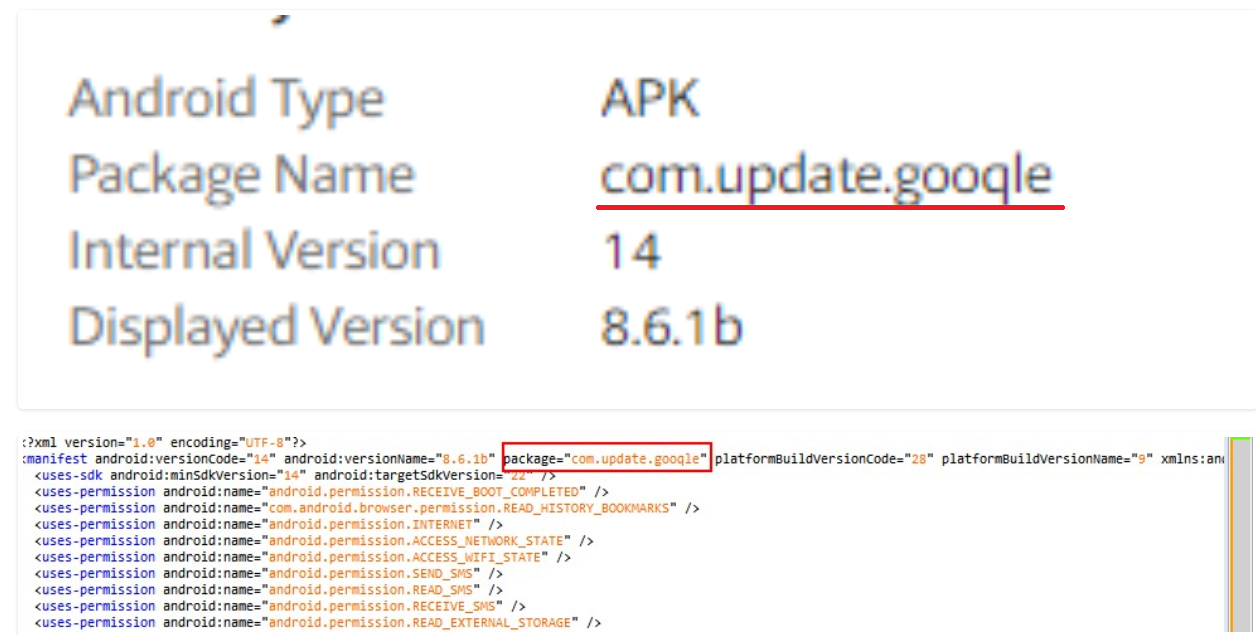 Android Type APK
Package Name com.update.gooqle
Internal Version 14
Displayed Version 8.6.1b
<?xml version="1.0" encoding="UTF-8"?>
<manifest android:versionCode="14" android:versionName="8.6.1b" package="com.update.gooqle" platformBuildVersionCode="28" platformBuildVersionName="9" xmlns:and
<uses-sdk android:minSdkVersion="14" android:targetSdkVersion="22" />
<uses-permission android:name="android.permission.RECEIVE_BOOT_COMPLETED" />
<uses-permission android:name="com.android.browser.permission.READ_HISTORY_BOOKMARKS" />
<uses-permission android:name="android.permission.INTERNET" />
<uses-permission android:name="android.permission.ACCESS_NETWORK_STATE" />
<uses-permission android:name="android.permission.ACCESS_WIFI_STATE" />
<uses-permission android:name="android.permission.SEND_SMS" />
<uses-permission android:name="android.permission.READ_SMS" />
<uses-permission android:name="android.permission.RECEIVE_SMS" />
<uses-permission android:name="android.permission.READ_EXTERNAL_STORAGE" />